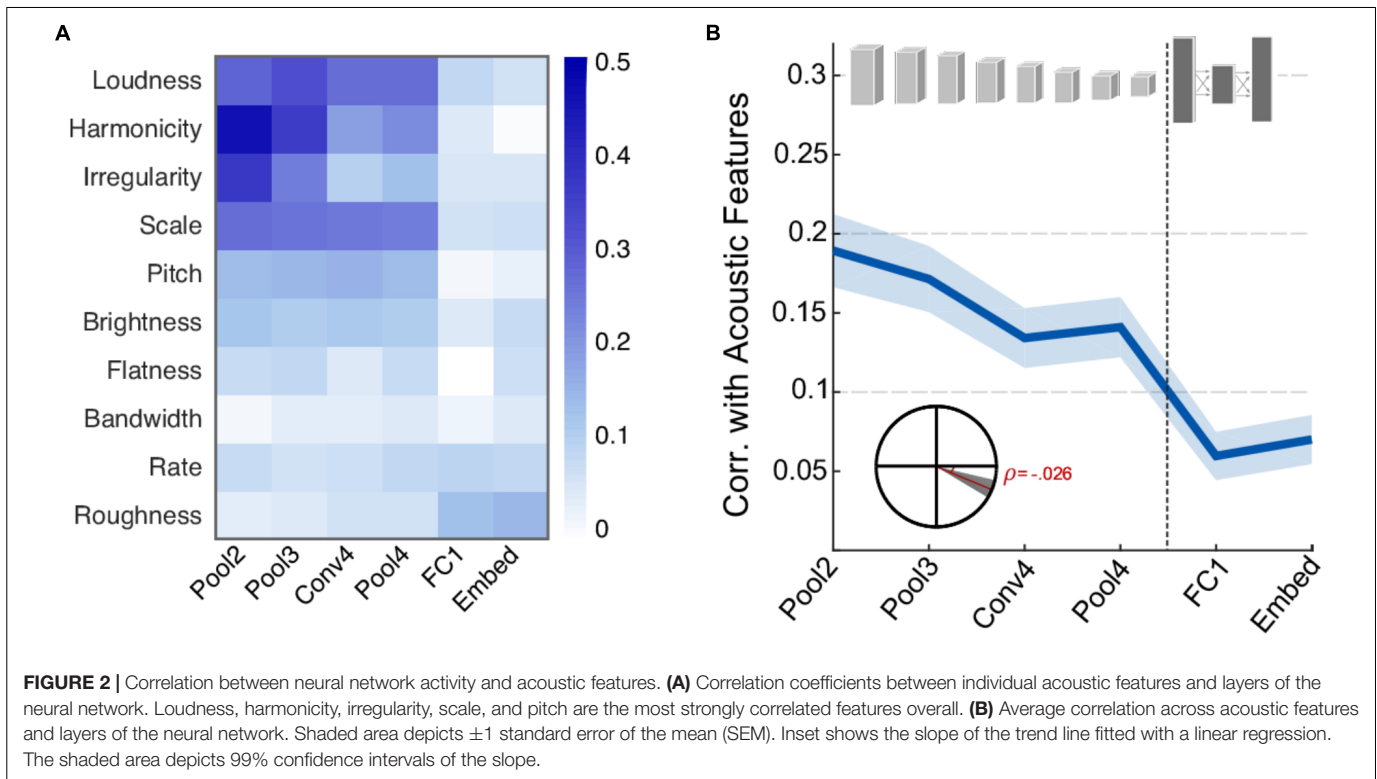 A
Loudness
Harmonicity
Irregularity
Scale
Pitch
Brightness
Flatness
Bandwidth
Rate
Roughness
Pool2
Pool3
Conv4
Pool4
FC1
Embed
0.5
0.4
0.3
0.2
0.1
0
B
Corr. with Acoustic Features
0.3
0.25
0.2
0.15
0.1
0.05
ρ=-.026
Pool2
Pool3
Conv4
Pool4
FC1
Embed
FIGURE 2 | Correlation between neural network activity and acoustic features. (A) Correlation coefficients between individual acoustic features and layers of the
neural network. Loudness, harmonicity, irregularity, scale, and pitch are the most strongly correlated features overall. (B) Average correlation across acoustic features
and layers of the neural network. Shaded area depicts ±1 standard error of the mean (SEM). Inset shows the slope of the trend line fitted with a linear regression.
The shaded area depicts 99% confidence intervals of the slope.